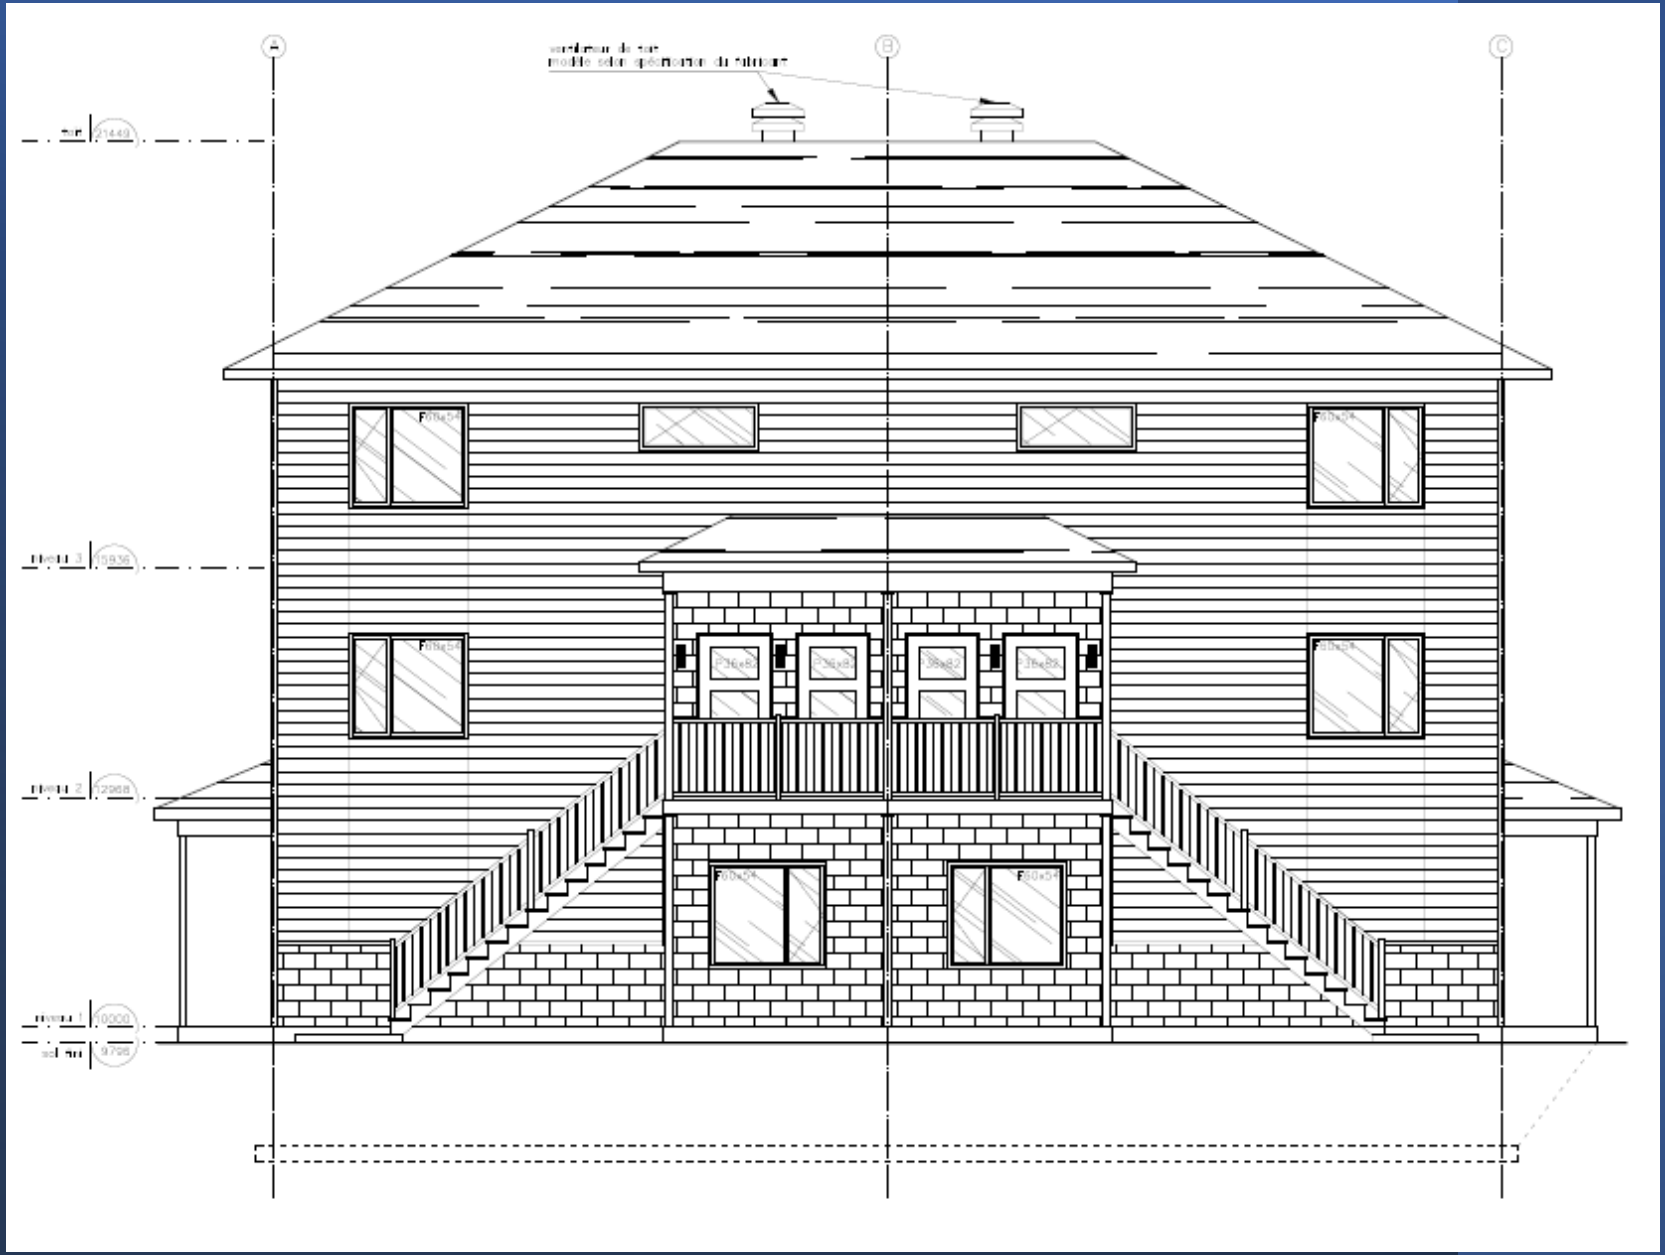 A
B
C
ventilateur de toit
modèle selon spécification du fabricant
toit 21449
F60x54
F60x54
niveau 3 15936
F60x54
F60x54
P36x82
P36x82
P36x82
P36x82
niveau 2 12968
F60x54
F60x54
niveau 1 10000
sol fini 9796